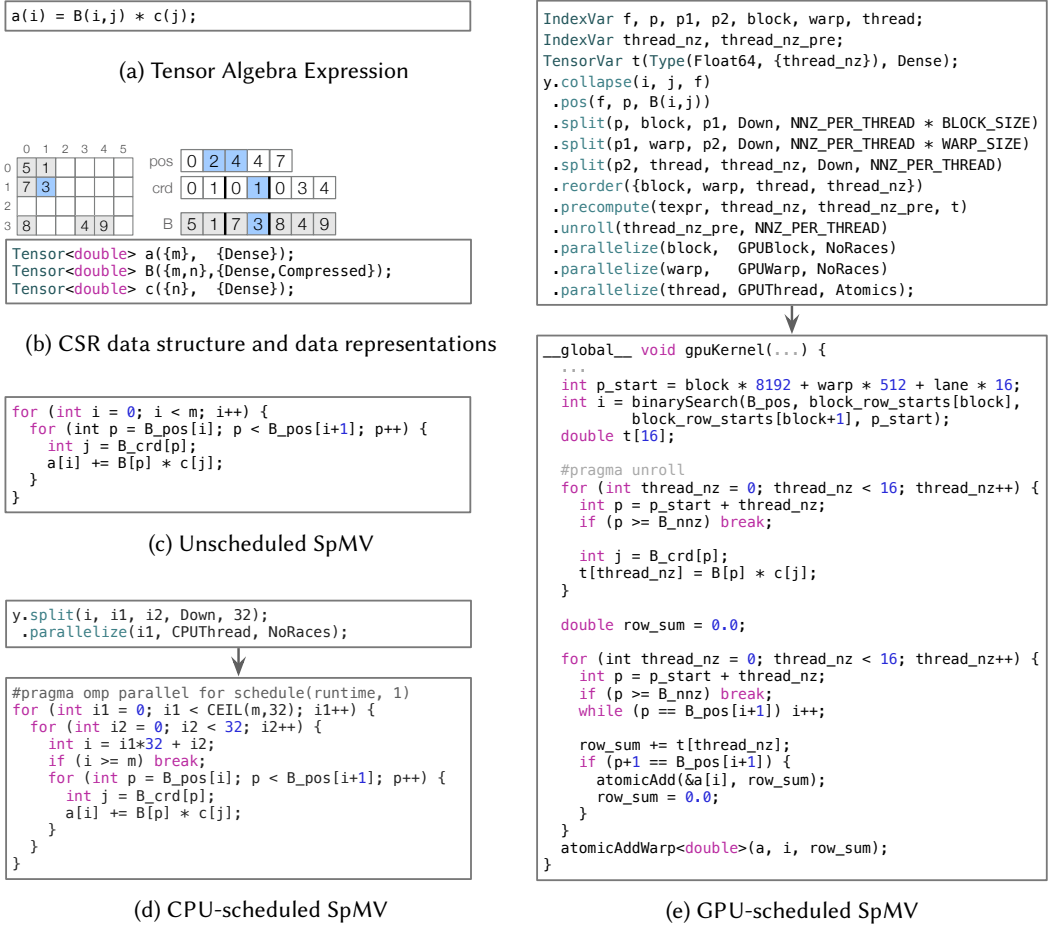 a(i) = B(i,j) * c(j);
(a) Tensor Algebra Expression
0 1 2 3 4 5
0 5 1
1 7 3
2
3 8 4 9
pos 0 2 4 4 7
crd 0 1 0 1 0 3 4
B 5 1 7 3 8 4 9
Tensor<double> a({m},  {Dense});
Tensor<double> B({m,n},{Dense,Compressed});
Tensor<double> c({n},  {Dense});
(b) CSR data structure and data representations
for (int i = 0; i < m; i++) {
  for (int p = B_pos[i]; p < B_pos[i+1]; p++) {
    int j = B_crd[p];
    a[i] += B[p] * c[j];
  }
}
(c) Unscheduled SpMV
y.split(i, i1, i2, Down, 32);
 .parallelize(i1, CPUThread, NoRaces);
#pragma omp parallel for schedule(runtime, 1)
for (int i1 = 0; i1 < CEIL(m,32); i1++) {
  for (int i2 = 0; i2 < 32; i2++) {
    int i = i1*32 + i2;
    if (i >= m) break;
    for (int p = B_pos[i]; p < B_pos[i+1]; p++) {
      int j = B_crd[p];
      a[i] += B[p] * c[j];
    }
  }
}
(d) CPU-scheduled SpMV
IndexVar f, p, p1, p2, block, warp, thread;
IndexVar thread_nz, thread_nz_pre;
TensorVar t(Type(Float64, {thread_nz}), Dense);
y.collapse(i, j, f)
 .pos(f, p, B(i,j))
 .split(p, block, p1, Down, NNZ_PER_THREAD * BLOCK_SIZE)
 .split(p1, warp, p2, Down, NNZ_PER_THREAD * WARP_SIZE)
 .split(p2, thread, thread_nz, Down, NNZ_PER_THREAD)
 .reorder({block, warp, thread, thread_nz})
 .precompute(texpr, thread_nz, thread_nz_pre, t)
 .unroll(thread_nz_pre, NNZ_PER_THREAD)
 .parallelize(block,  GPUBlock, NoRaces)
 .parallelize(warp,   GPUWarp, NoRaces)
 .parallelize(thread, GPUThread, Atomics);
__global__ void gpuKernel(...) {
  ...
  int p_start = block * 8192 + warp * 512 + lane * 16;
  int i = binarySearch(B_pos, block_row_starts[block],
          block_row_starts[block+1], p_start);
  double t[16];
  #pragma unroll
  for (int thread_nz = 0; thread_nz < 16; thread_nz++) {
    int p = p_start + thread_nz;
    if (p >= B_nnz) break;
    int j = B_crd[p];
    t[thread_nz] = B[p] * c[j];
  }
  double row_sum = 0.0;
  for (int thread_nz = 0; thread_nz < 16; thread_nz++) {
    int p = p_start + thread_nz;
    if (p >= B_nnz) break;
    while (p == B_pos[i+1]) i++;
    row_sum += t[thread_nz];
    if (p+1 == B_pos[i+1]) {
      atomicAdd(&a[i], row_sum);
      row_sum = 0.0;
    }
  }
  atomicAddWarp<double>(a, i, row_sum);
}
(e) GPU-scheduled SpMV